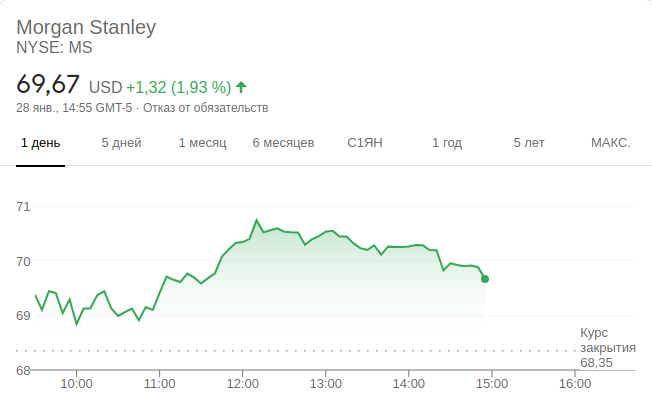 Morgan Stanley
NYSE: MS
69,67 USD +1,32 (1,93 %)
28 янв., 14:55 GMT-5 · Отказ от обязательств
1 день 5 дней 1 месяц 6 месяцев С1ЯН 1 год 5 лет МАКС.
71
70
69
Курс
закрытия
68,35
68
10:00 11:00 12:00 13:00 14:00 15:00 16:00